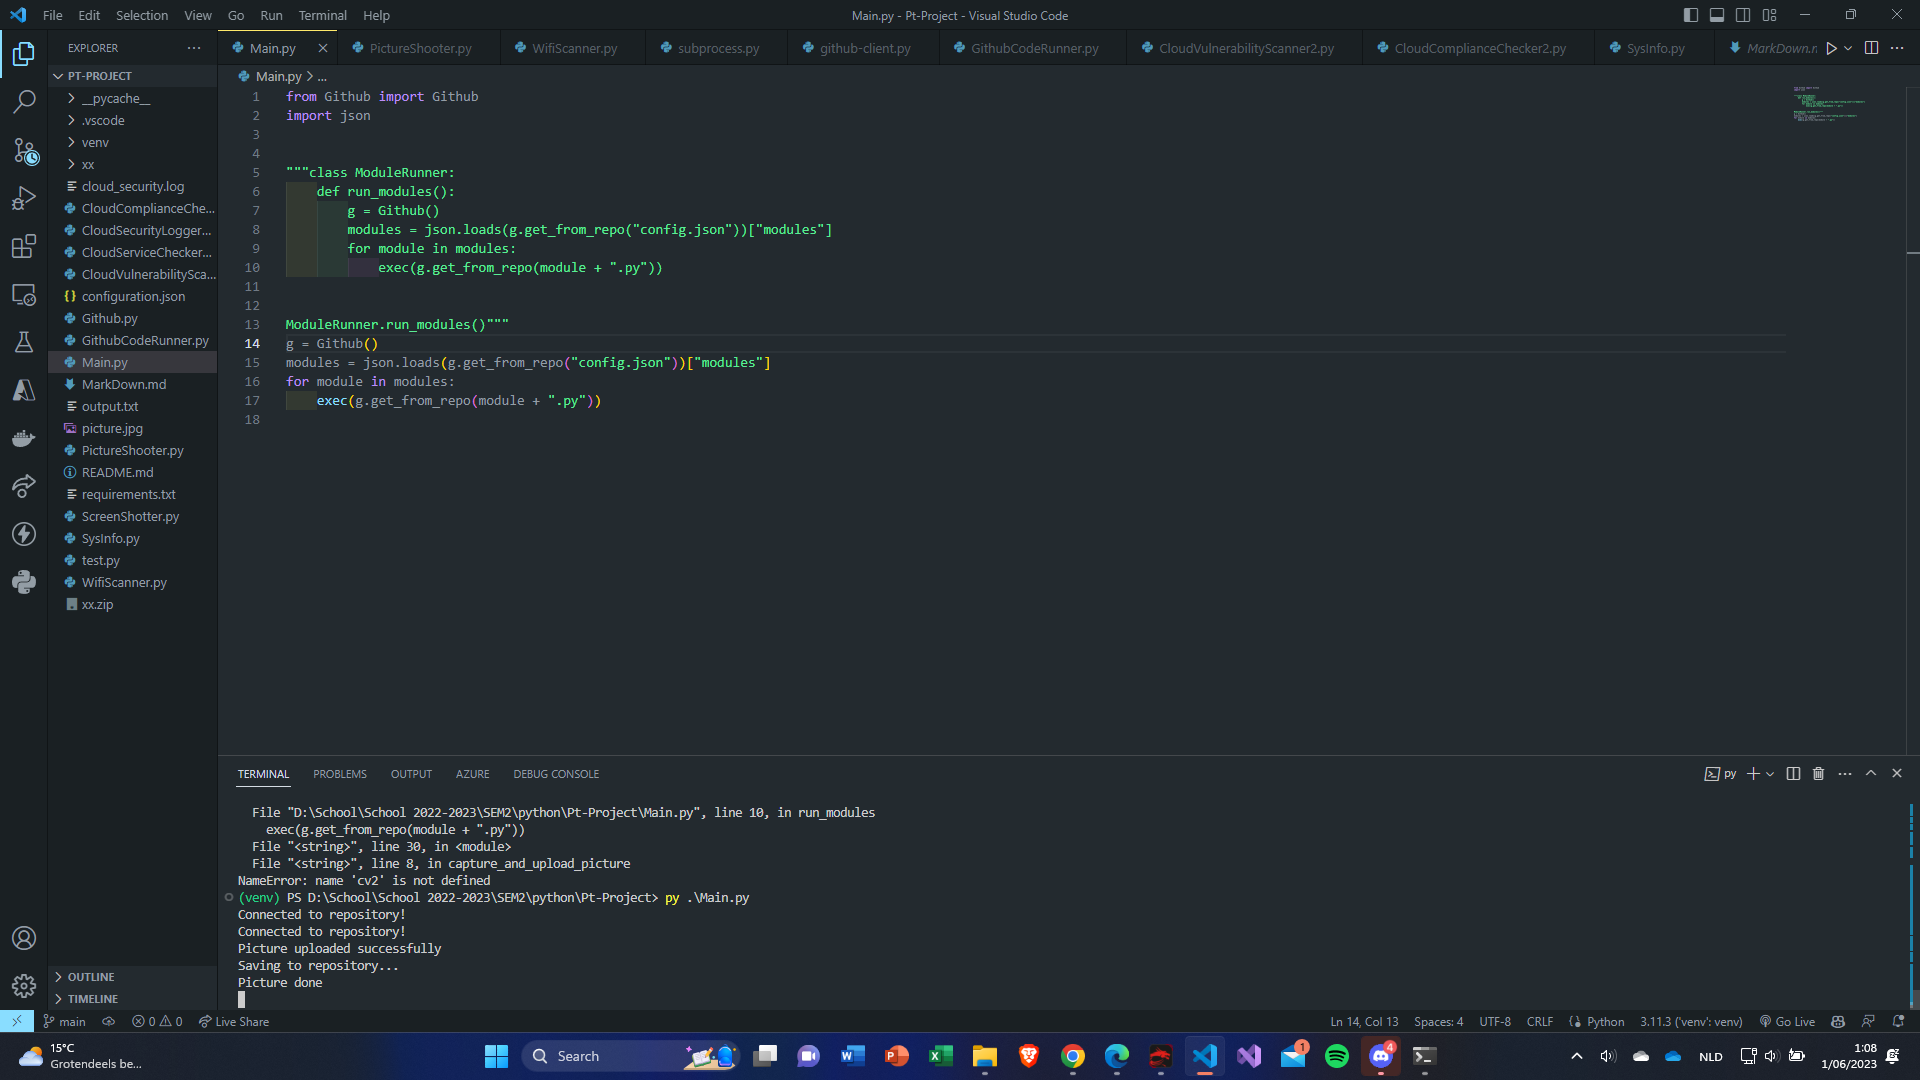 File Edit Selection View Go Run Terminal Help
Main.py - Pt-Project - Visual Studio Code
EXPLORER
Main.py PictureShooter.py WifiScanner.py subprocess.py github-client.py GithubCodeRunner.py CloudVulnerabilityScanner2.py CloudComplianceChecker2.py SysInfo.py MarkDown.m
PT-PROJECT
__pycache__
.vscode
venv
xx
cloud_security.log
CloudComplianceChe...
CloudSecurityLogger...
CloudServiceChecker...
CloudVulnerabilitySca...
configuration.json
Github.py
GithubCodeRunner.py
Main.py
MarkDown.md
output.txt
picture.jpg
PictureShooter.py
README.md
requirements.txt
ScreenShotter.py
SysInfo.py
test.py
WifiScanner.py
xx.zip
OUTLINE
TIMELINE
Main.py > ...
1 from Github import Github
2 import json
3
4
5 """class ModuleRunner:
6     def run_modules():
7         g = Github()
8         modules = json.loads(g.get_from_repo("config.json"))["modules"]
9         for module in modules:
10             exec(g.get_from_repo(module + ".py"))
11
12
13 ModuleRunner.run_modules()"""
14 g = Github()
15 modules = json.loads(g.get_from_repo("config.json"))["modules"]
16 for module in modules:
17     exec(g.get_from_repo(module + ".py"))
18
TERMINAL PROBLEMS OUTPUT AZURE DEBUG CONSOLE
py
File "D:\School\School 2022-2023\SEM2\python\Pt-Project\Main.py", line 10, in run_modules
exec(g.get_from_repo(module + ".py"))
File "<string>", line 30, in <module>
File "<string>", line 8, in capture_and_upload_picture
NameError: name 'cv2' is not defined
(venv) PS D:\School\School 2022-2023\SEM2\python\Pt-Project> py .\Main.py
Connected to repository!
Connected to repository!
Picture uploaded successfully
Saving to repository...
Picture done
main 0 0 Live Share
Ln 14, Col 13 Spaces: 4 UTF-8 CRLF Python 3.11.3 ('venv': venv) Go Live
15°C
Grotendeels be...
Search
1
4
NLD
1:08
1/06/2023